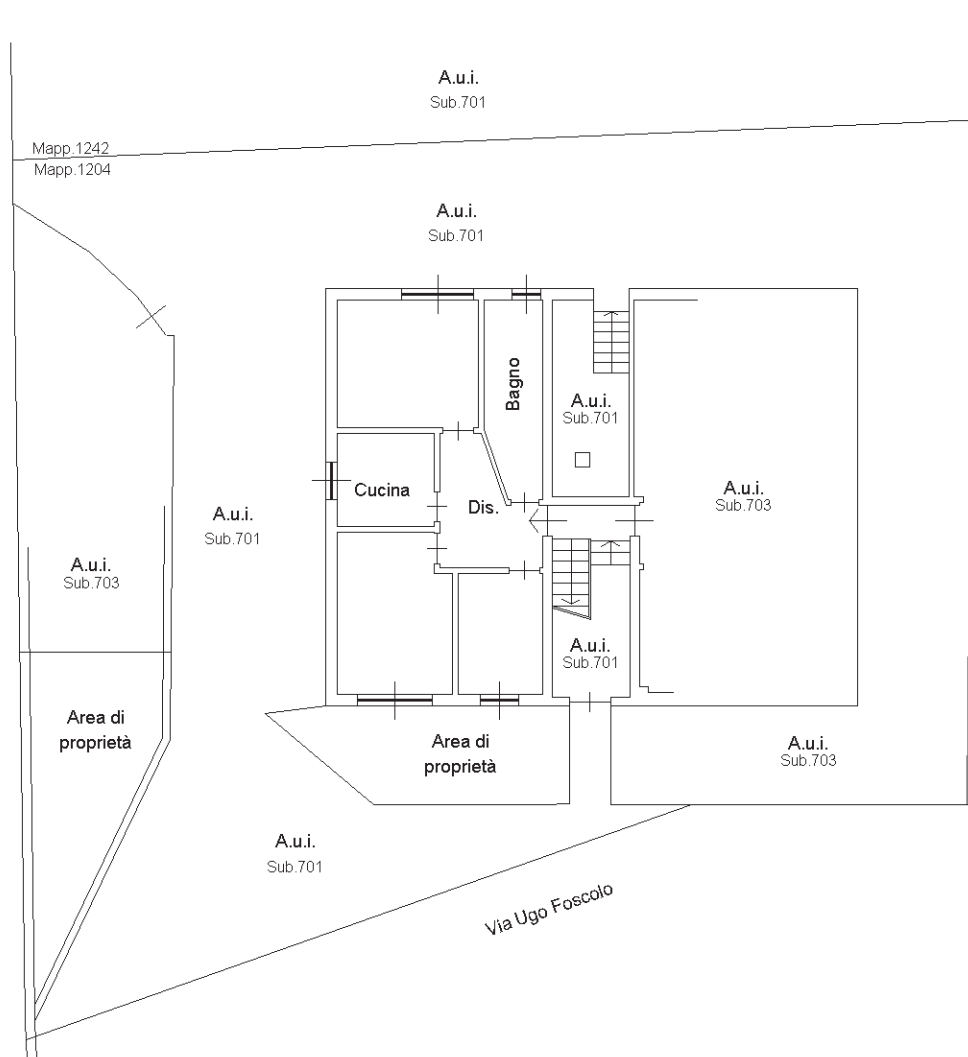 A.u.i.
Sub.701
Mapp.1242
Mapp.1204
A.u.i.
Sub.701
Bagno
A.u.i.
Sub.701
Cucina
Dis.
A.u.i.
Sub.703
A.u.i.
Sub.701
A.u.i.
Sub.703
A.u.i.
Sub.701
Area di
proprietà
Area di
proprietà
A.u.i.
Sub.703
A.u.i.
Sub.701
Via Ugo Foscolo